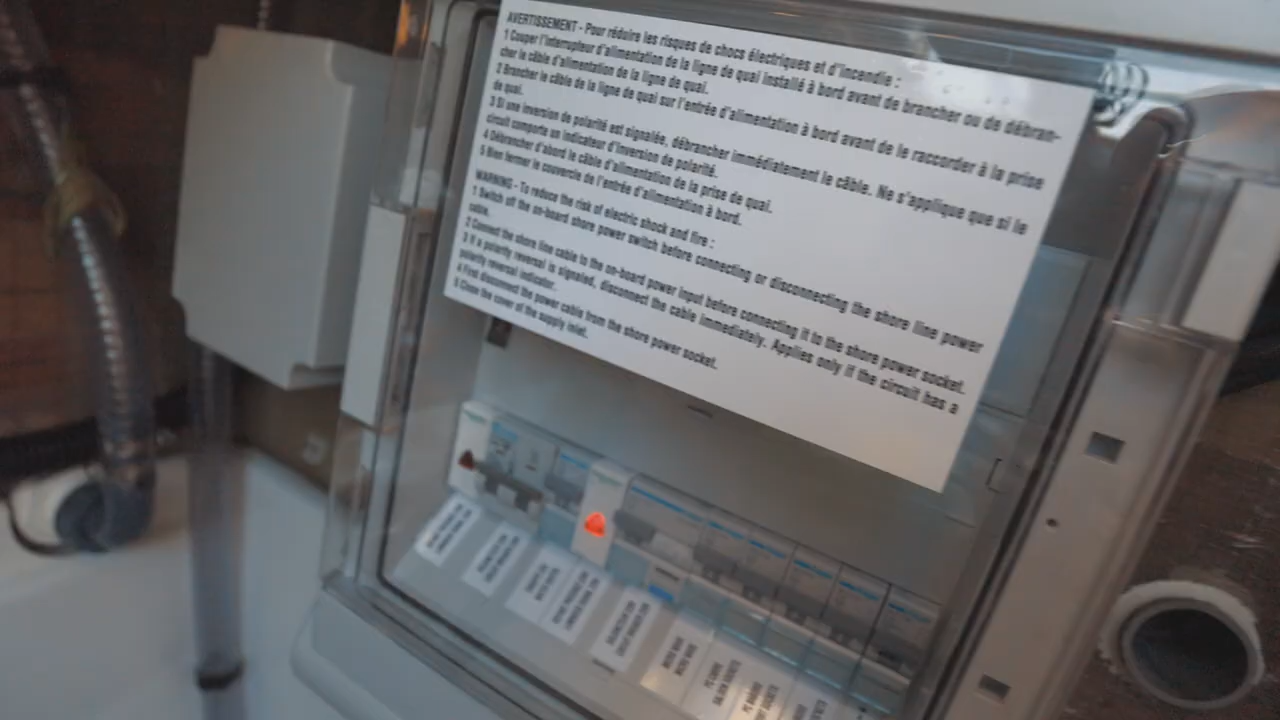 AVERTISSEMENT - Pour réduire les risques de chocs électriques et d'incendie :
1 Couper l'interrupteur d'alimentation de la ligne de quai installé à bord avant de brancher ou de débran-
cher le câble d'alimentation de la ligne de quai.
2 Brancher le câble de la ligne de quai sur l'entrée d'alimentation à bord avant de le raccorder à la prise
de quai.
3 Si une inversion de polarité est signalée, débrancher immédiatement le câble. Ne s'applique que si le
circuit comporte un indicateur d'inversion de polarité.
4 Débrancher d'abord le câble d'alimentation de la prise de quai.
5 Bien fermer le couvercle de l'entrée d'alimentation à bord.
WARNING - To reduce the risk of electric shock and fire :
1 Switch off the on-board shore power switch before connecting or disconnecting the shore line power
cable.
2 Connect the shore line cable to the on-board power input before connecting it to the shore power socket.
3 If a polarity reversal is signaled, disconnect the cable immediately. Applies only if the circuit has a
polarity reversal indicator.
4 First disconnect the power cable from the shore power socket.
5 Close the cover of the supply inlet.
MICRO WAVE